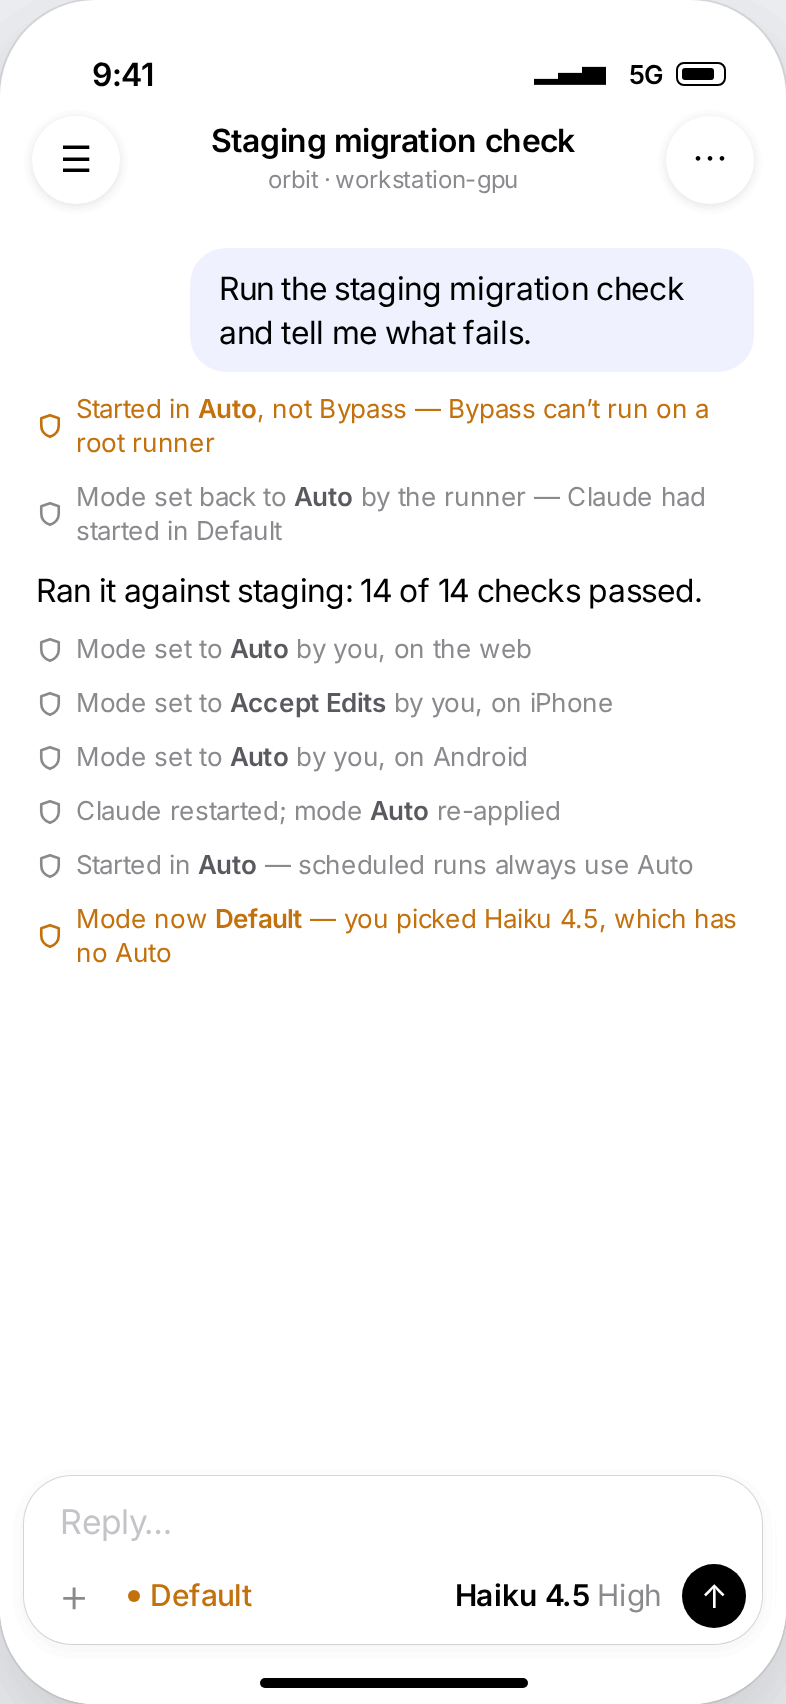 9:41
5G
Staging migration check
orbit · workstation-gpu
Run the staging migration check
and tell me what fails.
Started in Auto, not Bypass — Bypass can’t run on a
root runner
Mode set back to Auto by the runner — Claude had
started in Default
Ran it against staging: 14 of 14 checks passed.
Mode set to Auto by you, on the web
Mode set to Accept Edits by you, on iPhone
Mode set to Auto by you, on Android
Claude restarted; mode Auto re-applied
Started in Auto — scheduled runs always use Auto
Mode now Default — you picked Haiku 4.5, which has
no Auto
Reply…
Default
Haiku 4.5 High